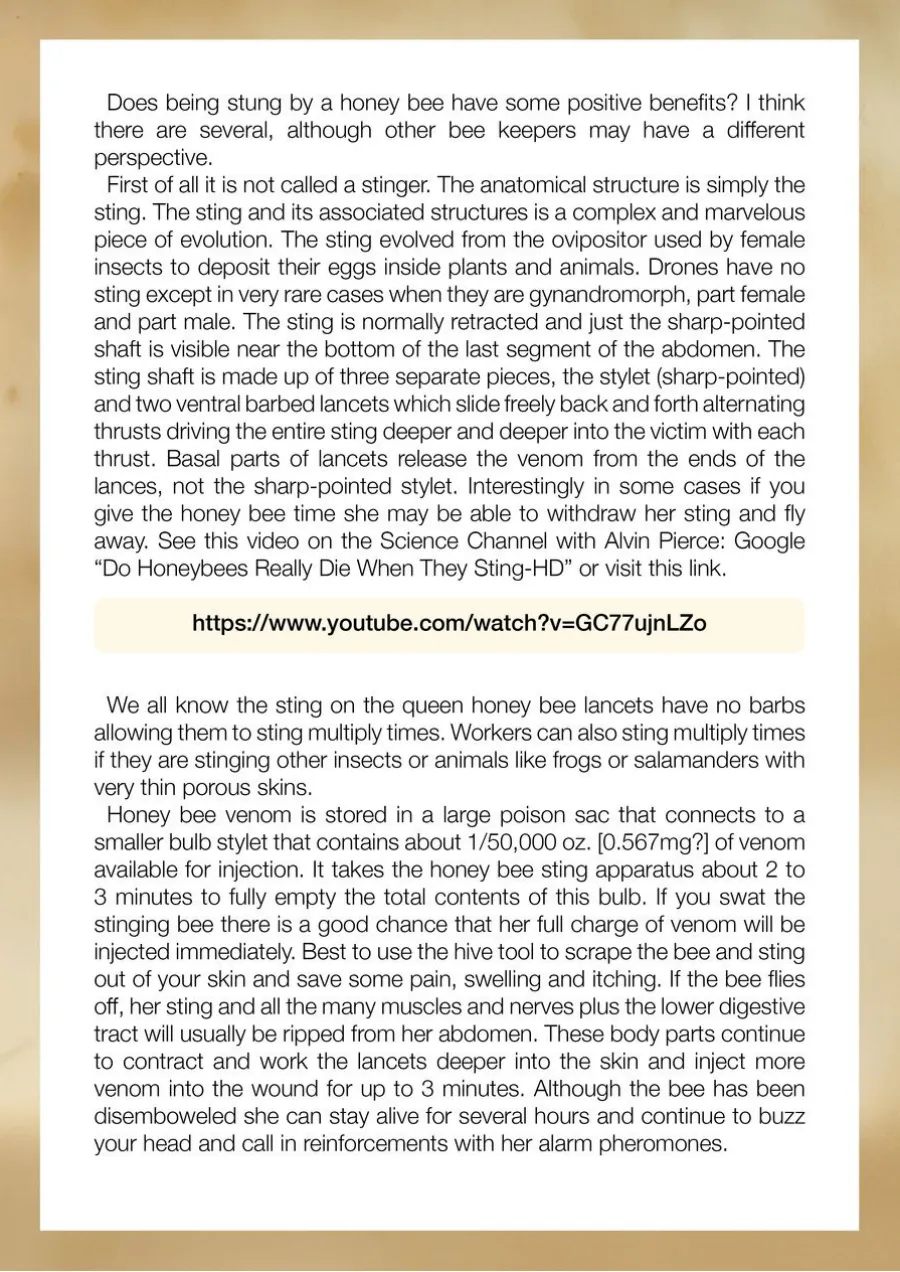 Does being stung by a honey bee have some positive benefits? I think
there are several, although other bee keepers may have a different
perspective.
First of all it is not called a stinger. The anatomical structure is simply the
sting. The sting and its associated structures is a complex and marvelous
piece of evolution. The sting evolved from the ovipositor used by female
insects to deposit their eggs inside plants and animals. Drones have no
sting except in very rare cases when they are gynandromorph, part female
and part male. The sting is normally retracted and just the sharp-pointed
shaft is visible near the bottom of the last segment of the abdomen. The
sting shaft is made up of three separate pieces, the stylet (sharp-pointed)
and two ventral barbed lancets which slide freely back and forth alternating
thrusts driving the entire sting deeper and deeper into the victim with each
thrust. Basal parts of lancets release the venom from the ends of the
lances, not the sharp-pointed stylet. Interestingly in some cases if you
give the honey bee time she may be able to withdraw her sting and fly
away. See this video on the Science Channel with Alvin Pierce: Google
“Do Honeybees Really Die When They Sting-HD” or visit this link.
https://www.youtube.com/watch?v=GC77ujnLZo
We all know the sting on the queen honey bee lancets have no barbs
allowing them to sting multiply times. Workers can also sting multiply times
if they are stinging other insects or animals like frogs or salamanders with
very thin porous skins.
Honey bee venom is stored in a large poison sac that connects to a
smaller bulb stylet that contains about 1/50,000 oz. [0.567mg?] of venom
available for injection. It takes the honey bee sting apparatus about 2 to
3 minutes to fully empty the total contents of this bulb. If you swat the
stinging bee there is a good chance that her full charge of venom will be
injected immediately. Best to use the hive tool to scrape the bee and sting
out of your skin and save some pain, swelling and itching. If the bee flies
off, her sting and all the many muscles and nerves plus the lower digestive
tract will usually be ripped from her abdomen. These body parts continue
to contract and work the lancets deeper into the skin and inject more
venom into the wound for up to 3 minutes. Although the bee has been
disemboweled she can stay alive for several hours and continue to buzz
your head and call in reinforcements with her alarm pheromones.